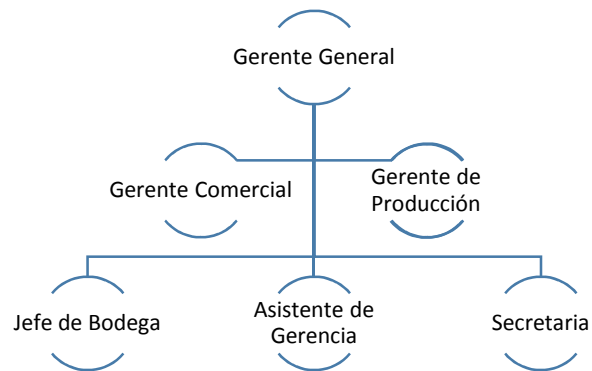 Gerente General
Gerente Comercial
Gerente de
Producción
Jefe de Bodega
Asistente de
Gerencia
Secretaria